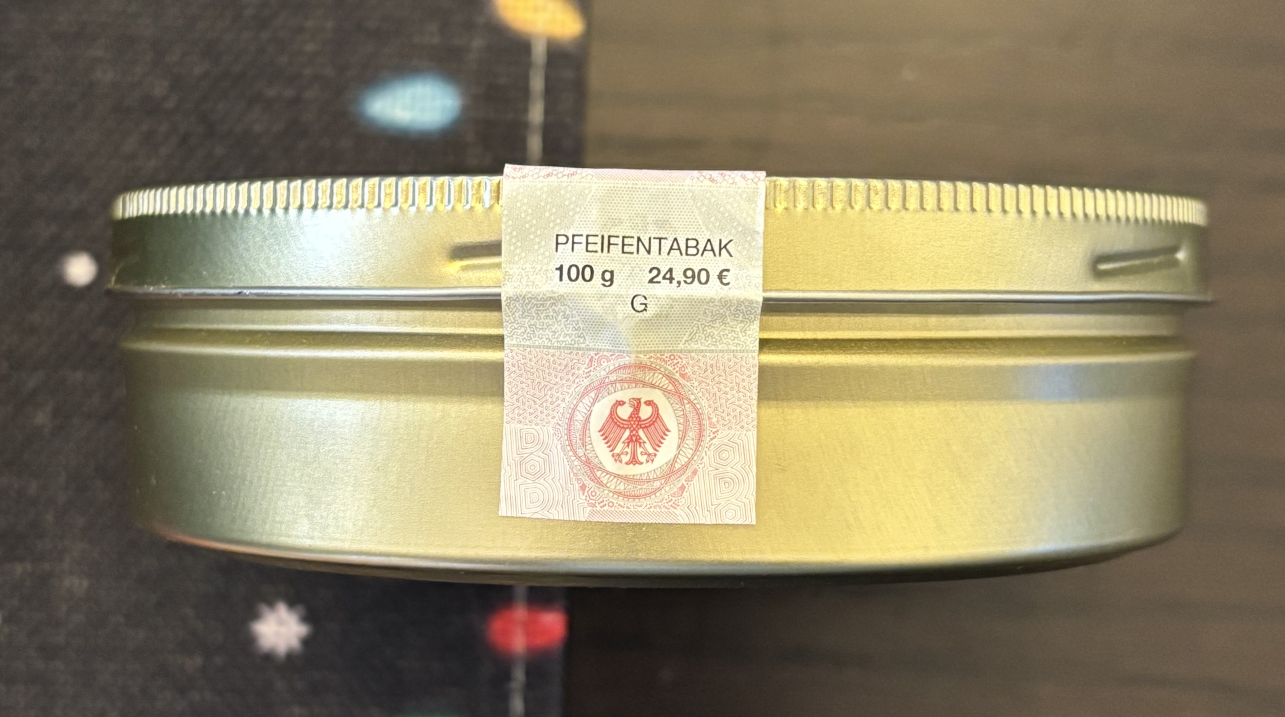 PFEIFENTABAK
100 g 24,90 €
G